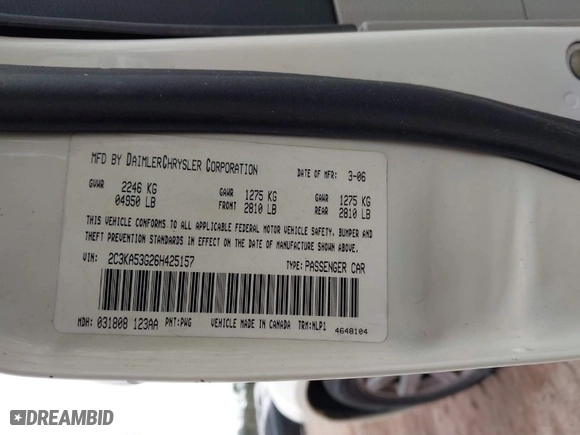 MFD BY DAIMLERCHRYSLER CORPORATION DATE OF MFR: 3-06
GVWR 2246 KG 04950 LB GAWR FRONT 1275 KG 2810 LB GAWR REAR 1275 KG 2810 LB
THIS VEHICLE CONFORMS TO ALL APPLICABLE FEDERAL MOTOR VEHICLE SAFETY, BUMPER AND
THEFT PREVENTION STANDARDS IN EFFECT ON THE DATE OF MANUFACTURE SHOWN ABOVE.
VIN: 2C3KA53G26H425157 TYPE: PASSENGER CAR
MDH: 031808 123AA PNT: PWG VEHICLE MADE IN CANADA TRM: NLP1 4648104
DREAMBID